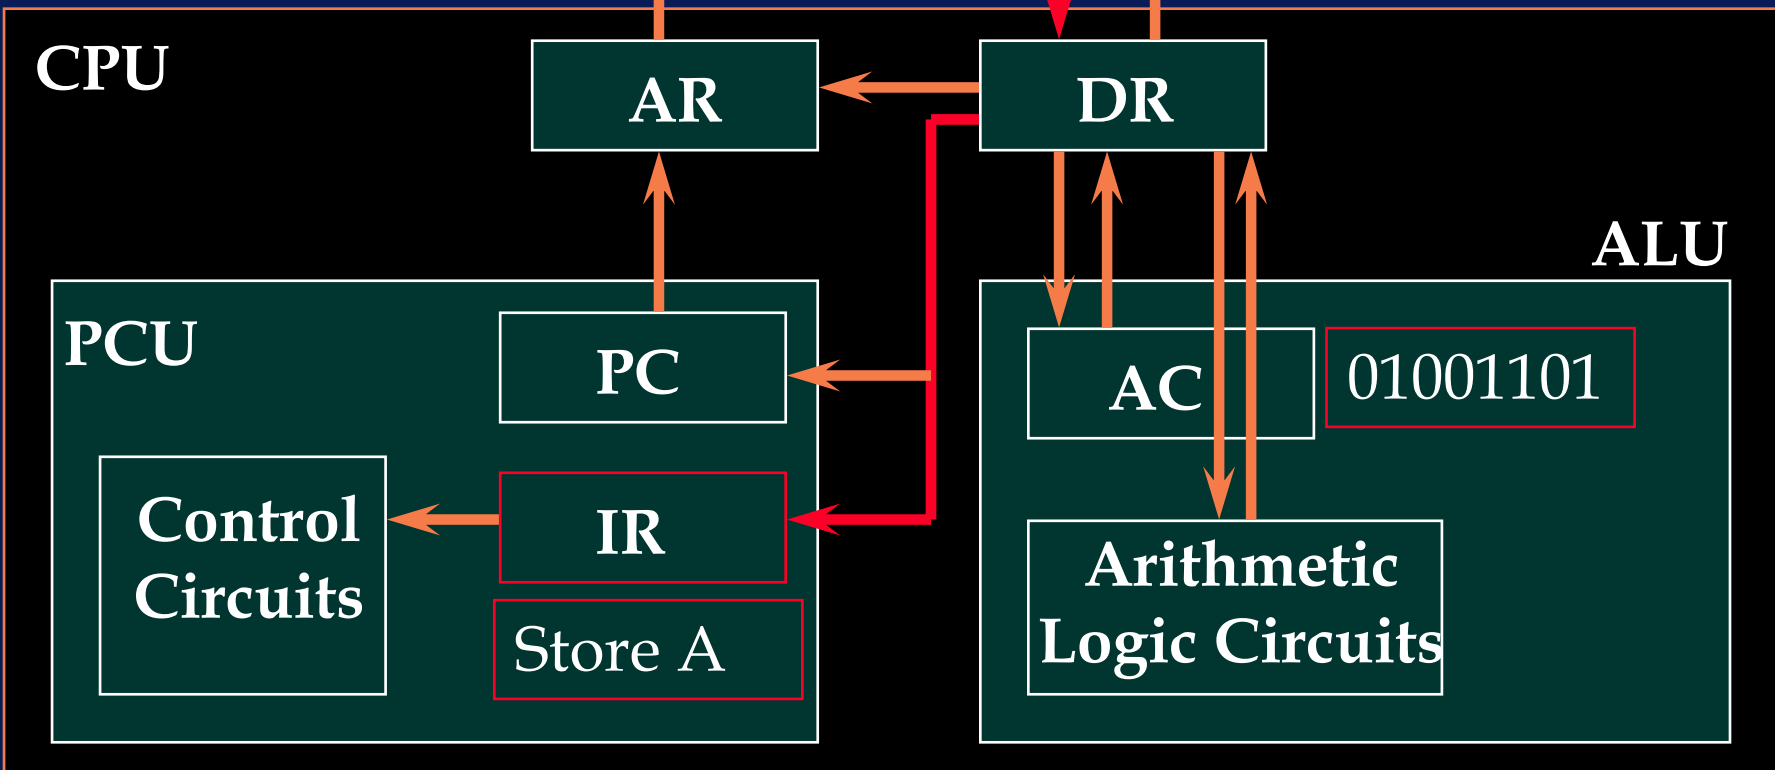 CPU
AR
DR
ALU
PCU
PC
AC
01001101
Control
Circuits
IR
Store A
Arithmetic
Logic Circuits